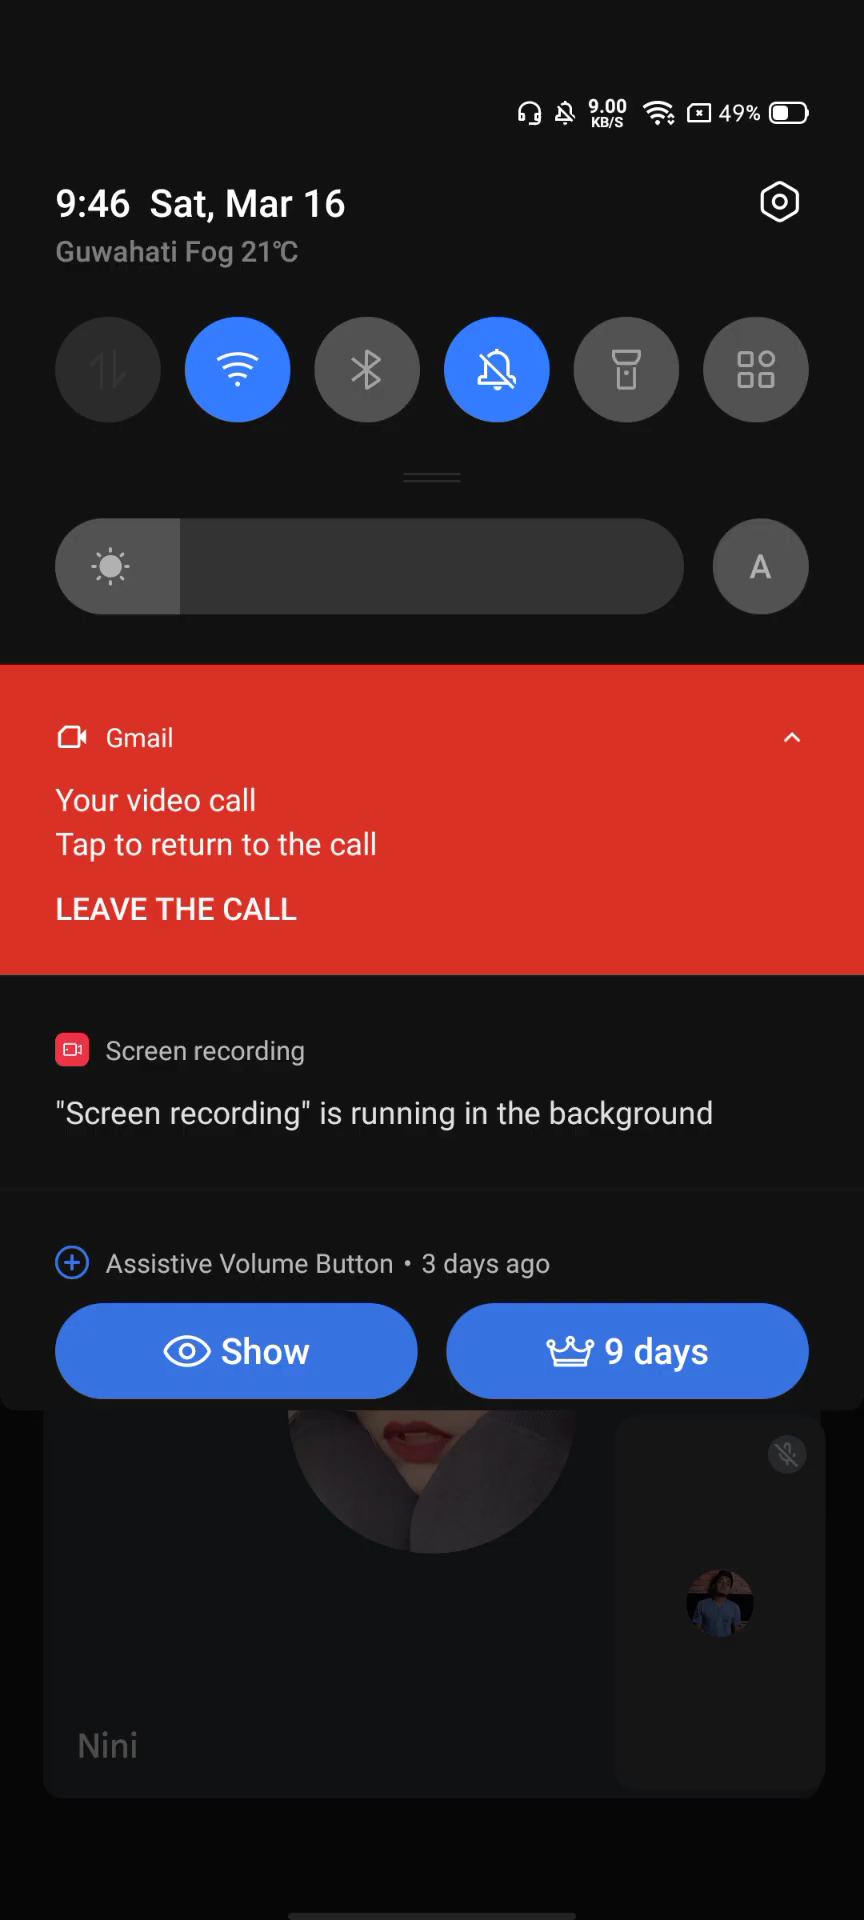 9.00
KB/S
49%
9:46 Sat, Mar 16
Guwahati Fog 21°C
A
Gmail
Your video call
Tap to return to the call
LEAVE THE CALL
Screen recording
"Screen recording" is running in the background
Assistive Volume Button • 3 days ago
Show
9 days
Nini